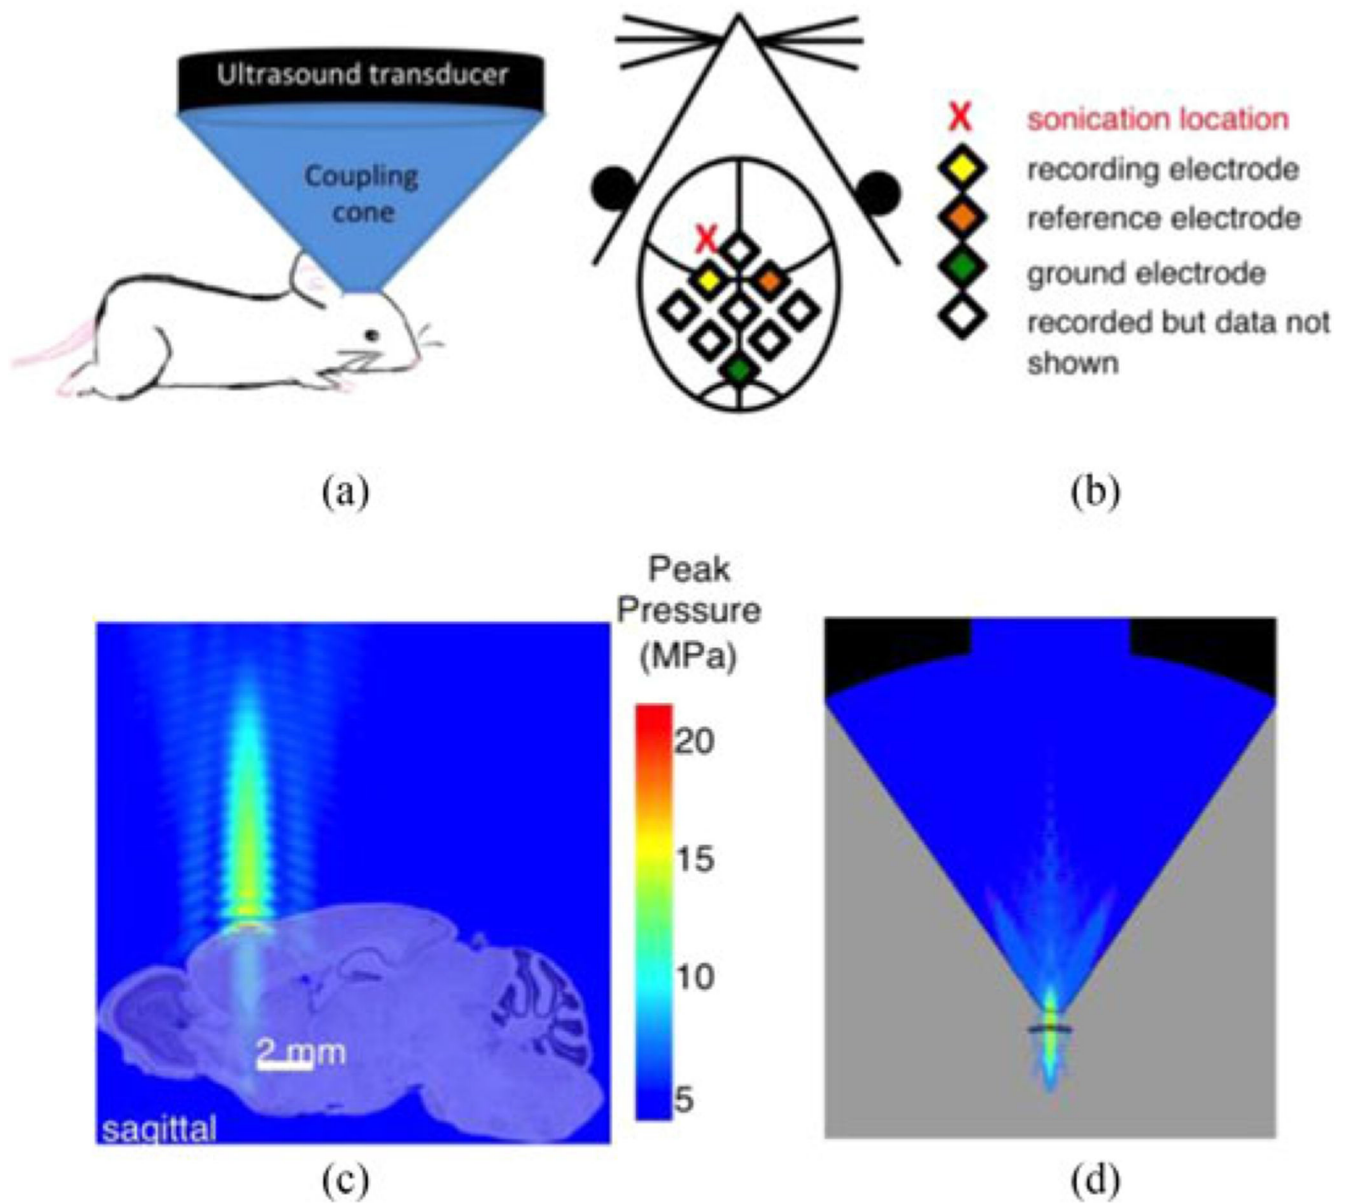 Ultrasound transducer
Coupling
cone
X
X sonication location
recording electrode
reference electrode
ground electrode
recorded but data not
shown
(a)
(b)
Peak
Pressure
(MPa)
20
15
10
5
2 mm
sagittal
(c)
(d)